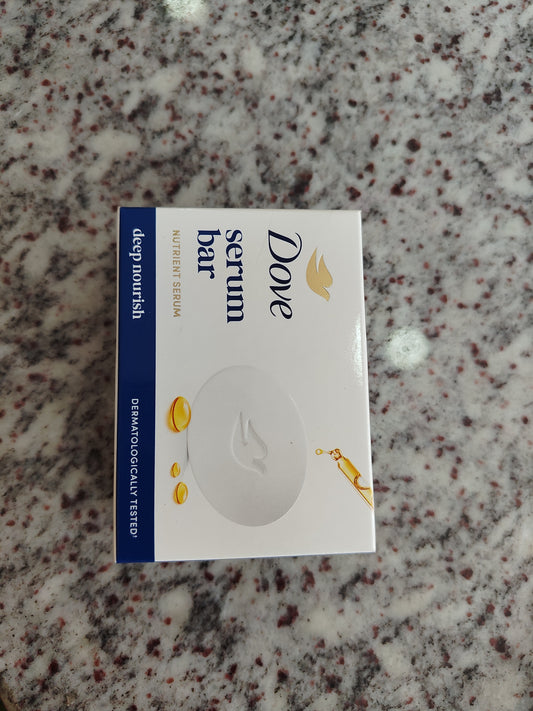 Dove
serum
bar
NUTRIENT SERUM
deep nourish
DERMATOLOGICALLY TESTED†